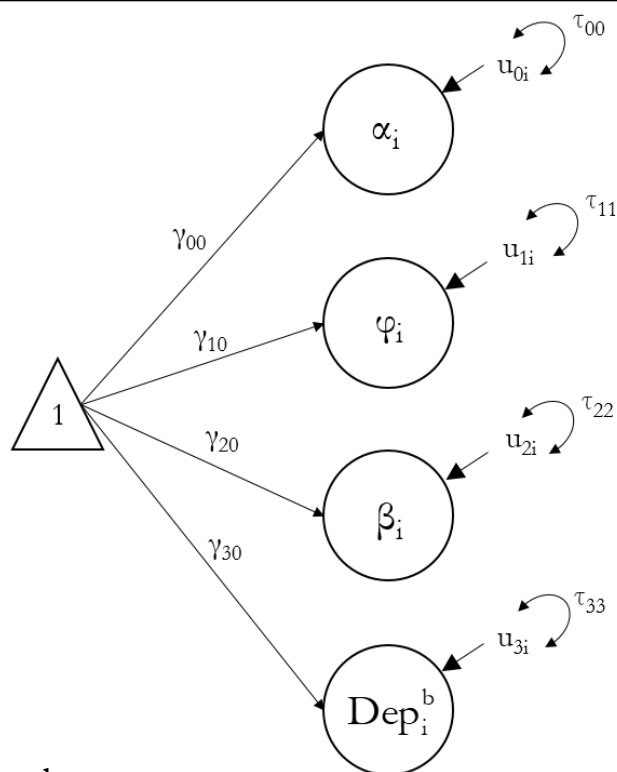 τ₀₀
u₀ᵢ
αᵢ
γ₀₀
τ₁₁
u₁ᵢ
φᵢ
γ₁₀
1
γ₂₀
τ₂₂
u₂ᵢ
βᵢ
γ₃₀
τ₃₃
u₃ᵢ
Depᵢᵇ